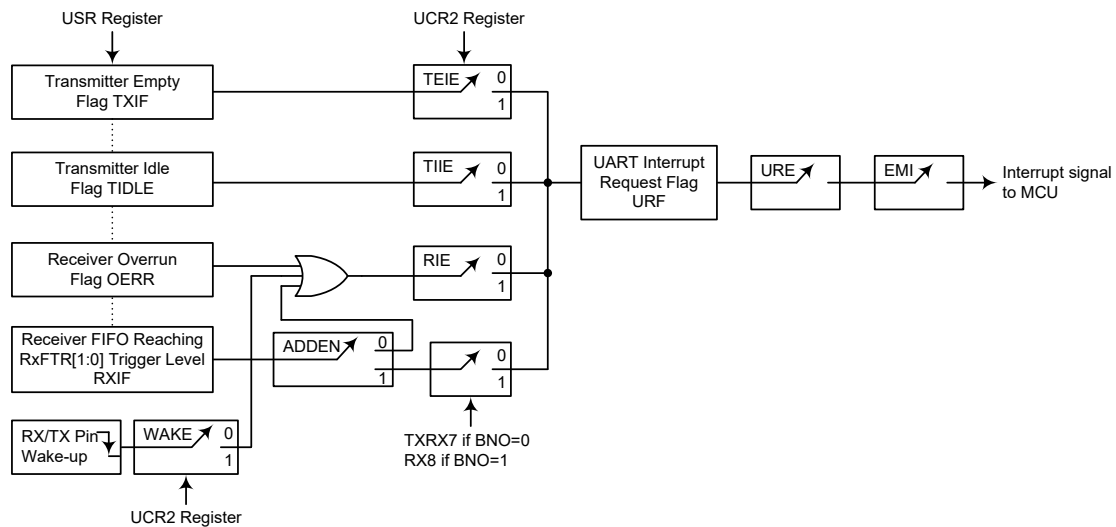 USR Register
UCR2 Register
Transmitter Empty
Flag TXIF
TEIE
0
1
Transmitter Idle
Flag TIDLE
TIIE
0
1
UART Interrupt
Request Flag
URF
URE
EMI
Interrupt signal
to MCU
Receiver Overrun
Flag OERR
RIE
0
1
Receiver FIFO Reaching
RxFTR[1:0] Trigger Level
RXIF
ADDEN
0
1
0
1
RX/TX Pin
Wake-up
WAKE
0
1
TXRX7 if BNO=0
RX8 if BNO=1
UCR2 Register